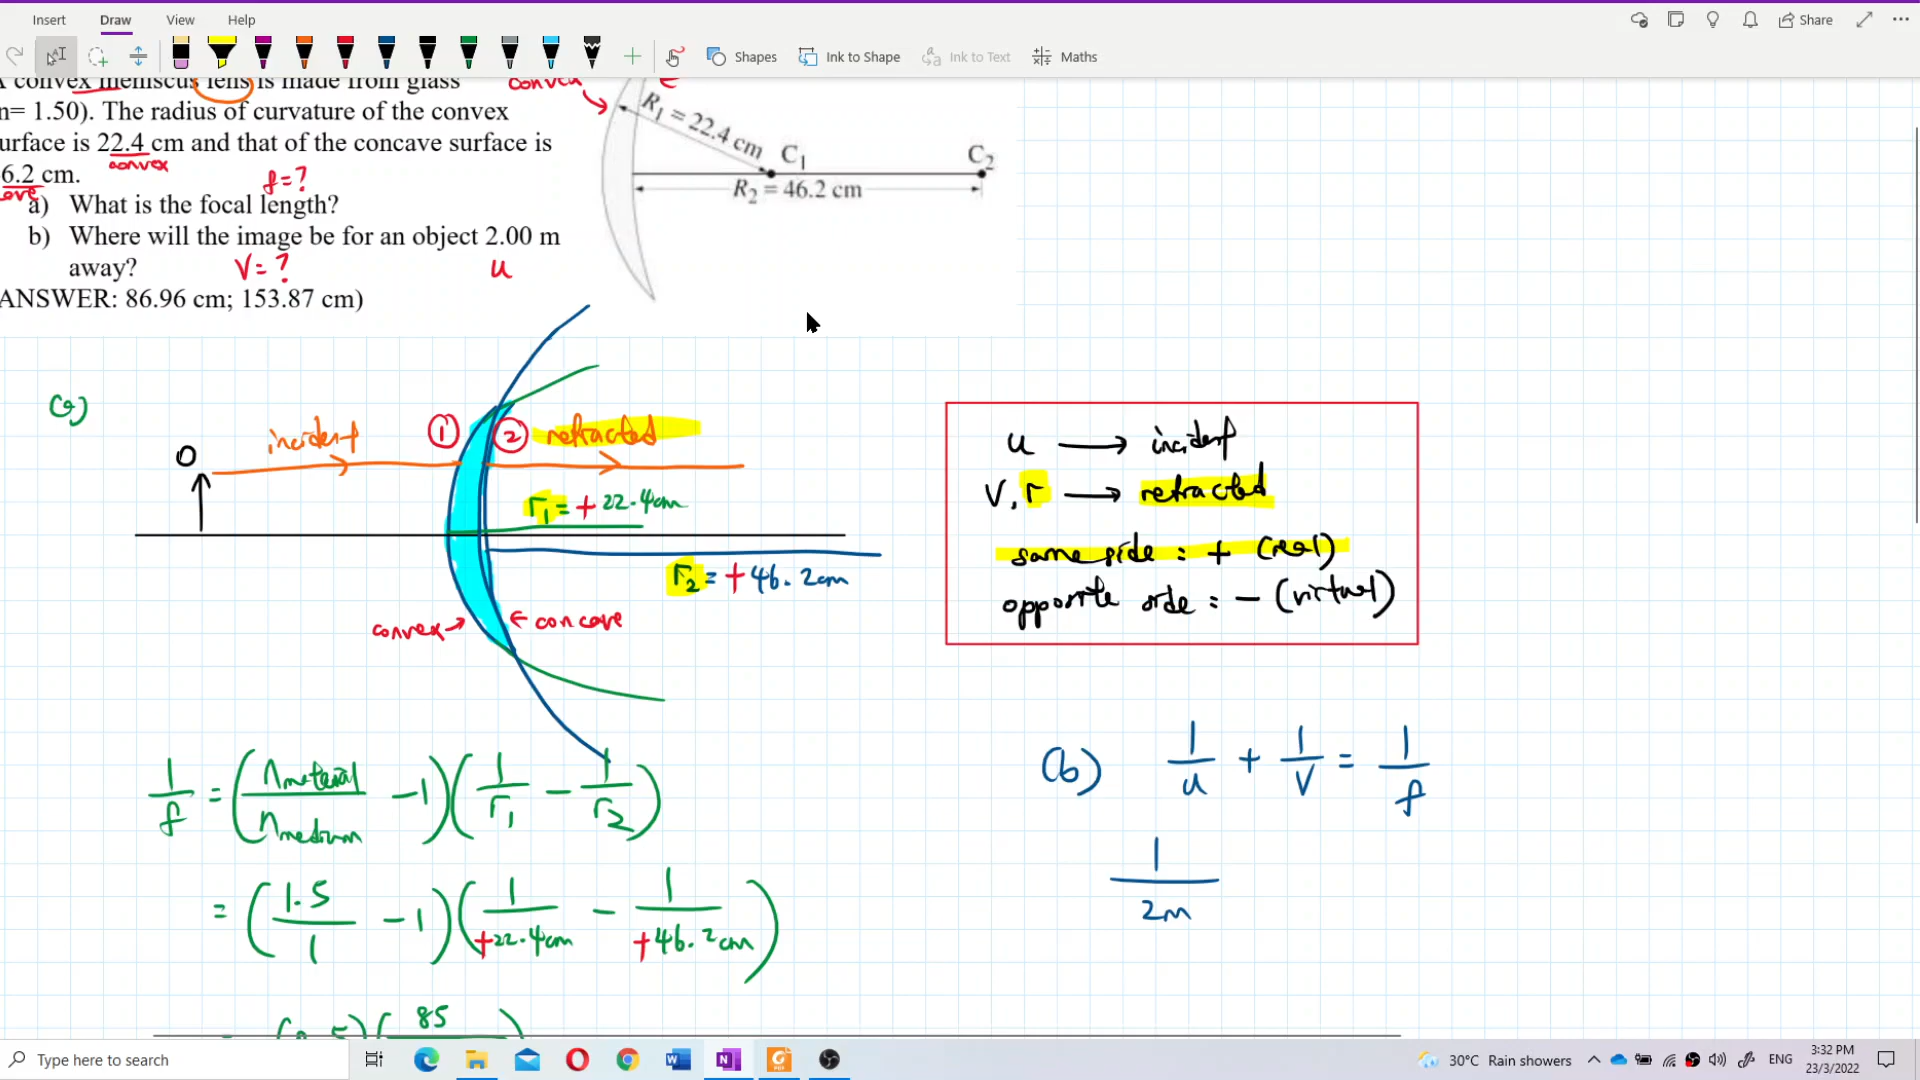 Insert Draw View Help
Share
Shapes Ink to Shape Ink to Text Maths
convex meniscus lens is made from glass
n= 1.50). The radius of curvature of the convex
urface is 22.4 cm and that of the concave surface is
convex
6.2 cm.
f = ?
a) What is the focal length?
b) Where will the image be for an object 2.00 m
away?
V = ? u
ANSWER: 86.96 cm; 153.87 cm)
convex
R1 = 22.4 cm C1 C2
R2 = 46.2 cm
(a)
O incident ① ② refracted
r1 = + 22.4cm
r2 = + 46.2cm
convex → ← concave
u → incident
V, r → refracted
same side : + (real)
opposite side : − (virtual)
1/f = (nmaterial/nmedium − 1)(1/r1 − 1/r2)
= (1.5/1 − 1)(1/+22.4cm − 1/+46.2cm)
85
(b) 1/u + 1/V = 1/f
1/2m
Type here to search
30°C Rain showers
ENG
3:32 PM
23/3/2022